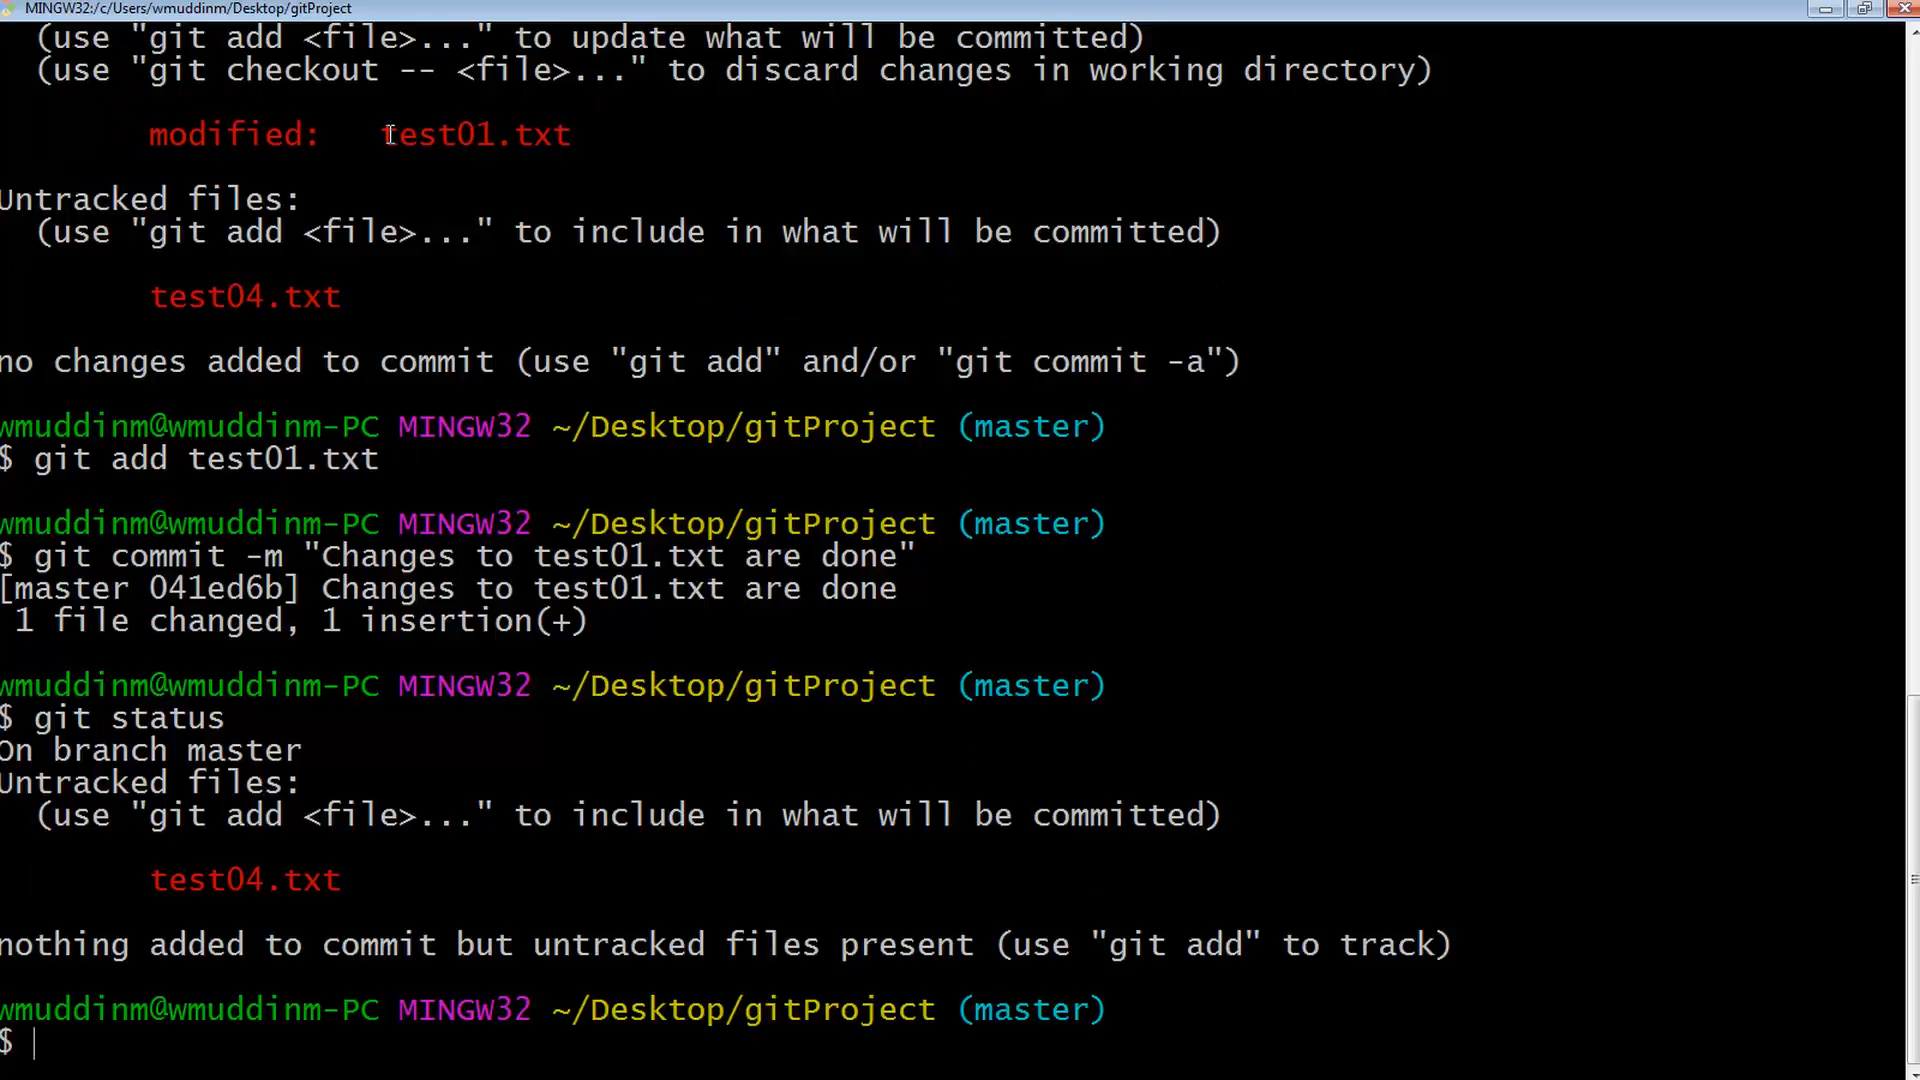 MINGW32:/c/Users/wmuddinm/Desktop/gitProject
(use "git add <file>..." to update what will be committed)
(use "git checkout -- <file>..." to discard changes in working directory)
modified: test01.txt
Untracked files:
(use "git add <file>..." to include in what will be committed)
test04.txt
no changes added to commit (use "git add" and/or "git commit -a")
wmuddinm@wmuddinm-PC MINGW32 ~/Desktop/gitProject (master)
$ git add test01.txt
wmuddinm@wmuddinm-PC MINGW32 ~/Desktop/gitProject (master)
$ git commit -m "Changes to test01.txt are done"
[master 041ed6b] Changes to test01.txt are done
1 file changed, 1 insertion(+)
wmuddinm@wmuddinm-PC MINGW32 ~/Desktop/gitProject (master)
$ git status
On branch master
Untracked files:
(use "git add <file>..." to include in what will be committed)
test04.txt
nothing added to commit but untracked files present (use "git add" to track)
wmuddinm@wmuddinm-PC MINGW32 ~/Desktop/gitProject (master)
$